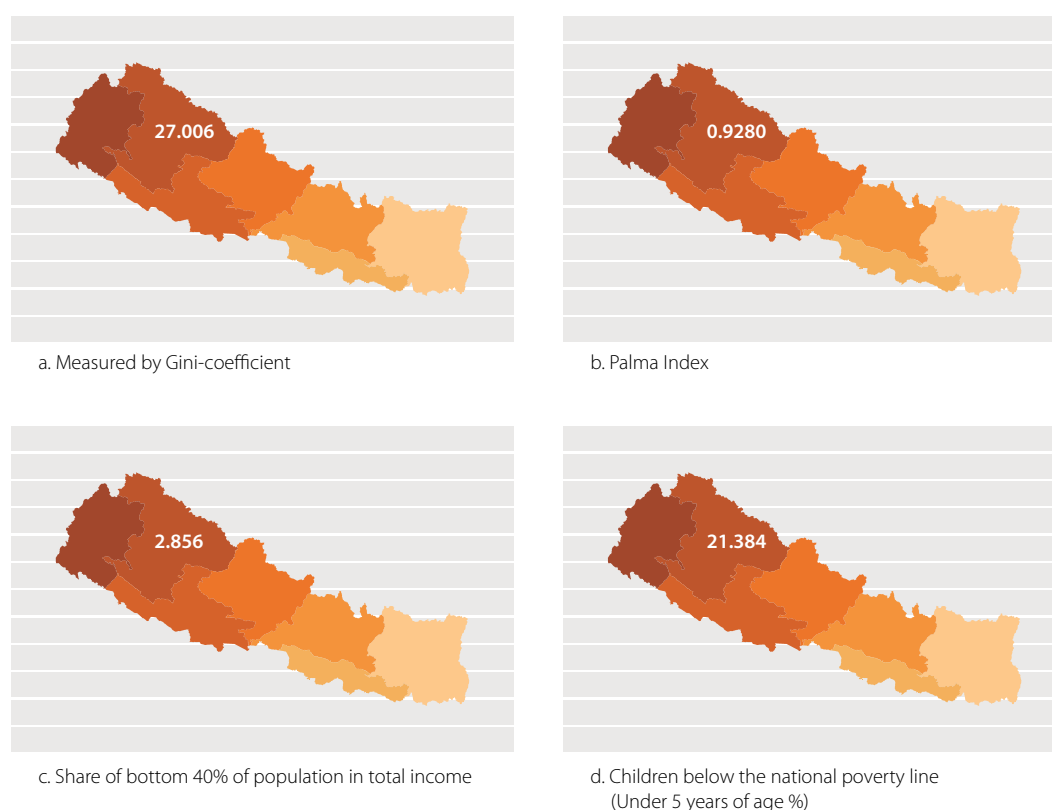 27.006
0.9280
a. Measured by Gini-coefficient
b. Palma Index
2.856
21.384
c. Share of bottom 40% of population in total income
d. Children below the national poverty line
(Under 5 years of age %)